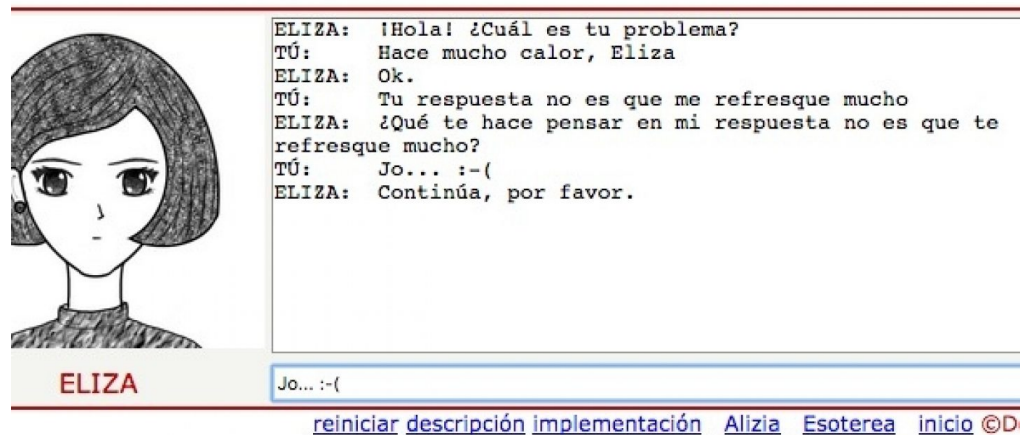 ELIZA: ¡Hola! ¿Cuál es tu problema?
TÚ: Hace mucho calor, Eliza
ELIZA: Ok.
TÚ: Tu respuesta no es que me refresque mucho
ELIZA: ¿Qué te hace pensar en mi respuesta no es que te
refresque mucho?
TÚ: Jo... :-(
ELIZA: Continúa, por favor.
ELIZA
Jo... :-(
reiniciar descripción implementación Alizia Esoterea inicio ©